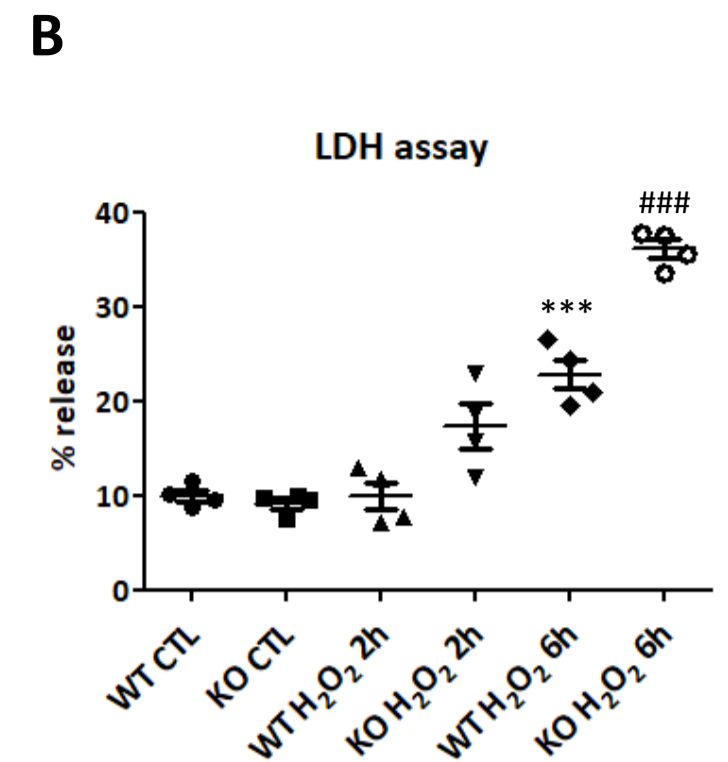 B
LDH assay
###
40
***
30
20
10
0
% release
WT CTL
KO CTL
WT H₂O₂ 2h
KO H₂O₂ 2h
WT H₂O₂ 6h
KO H₂O₂ 6h